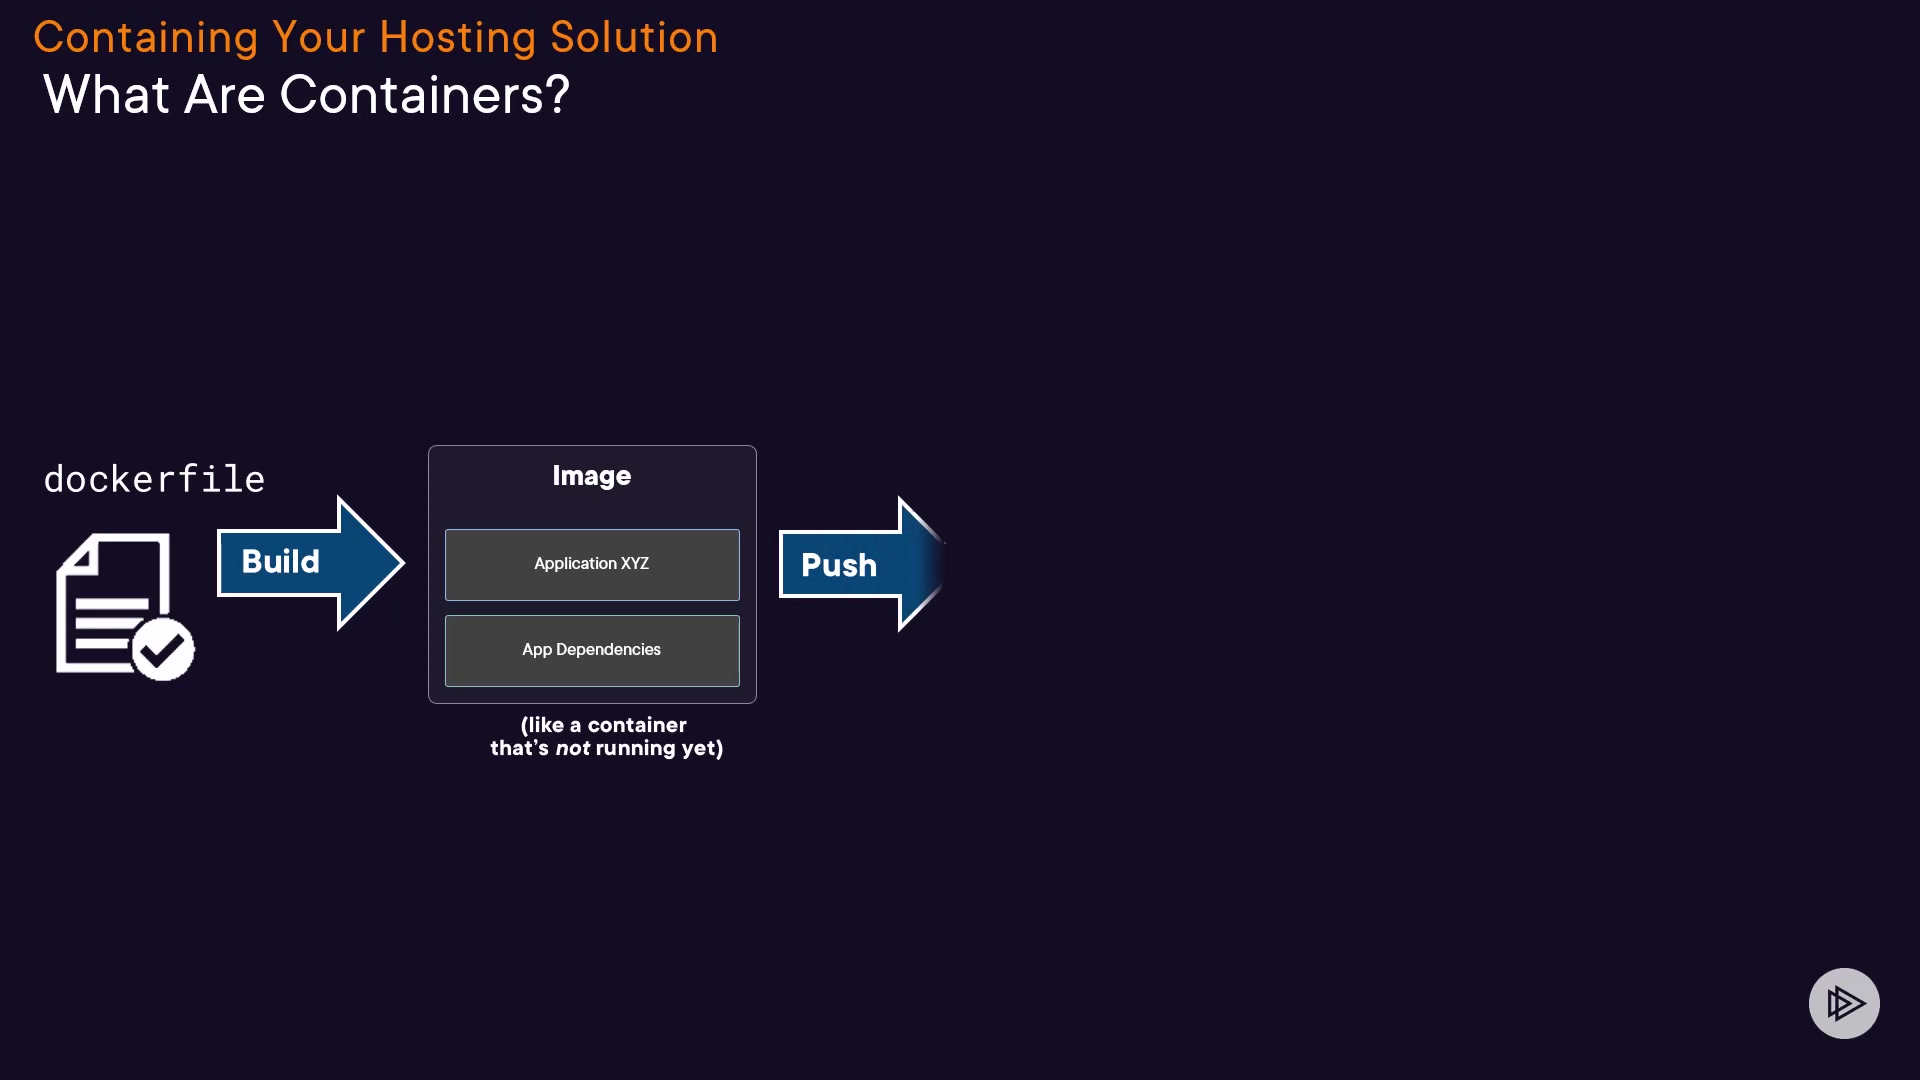 Containing Your Hosting Solution
What Are Containers?
dockerfile
Build
Image
Application XYZ
App Dependencies
(like a container
that's not running yet)
Push